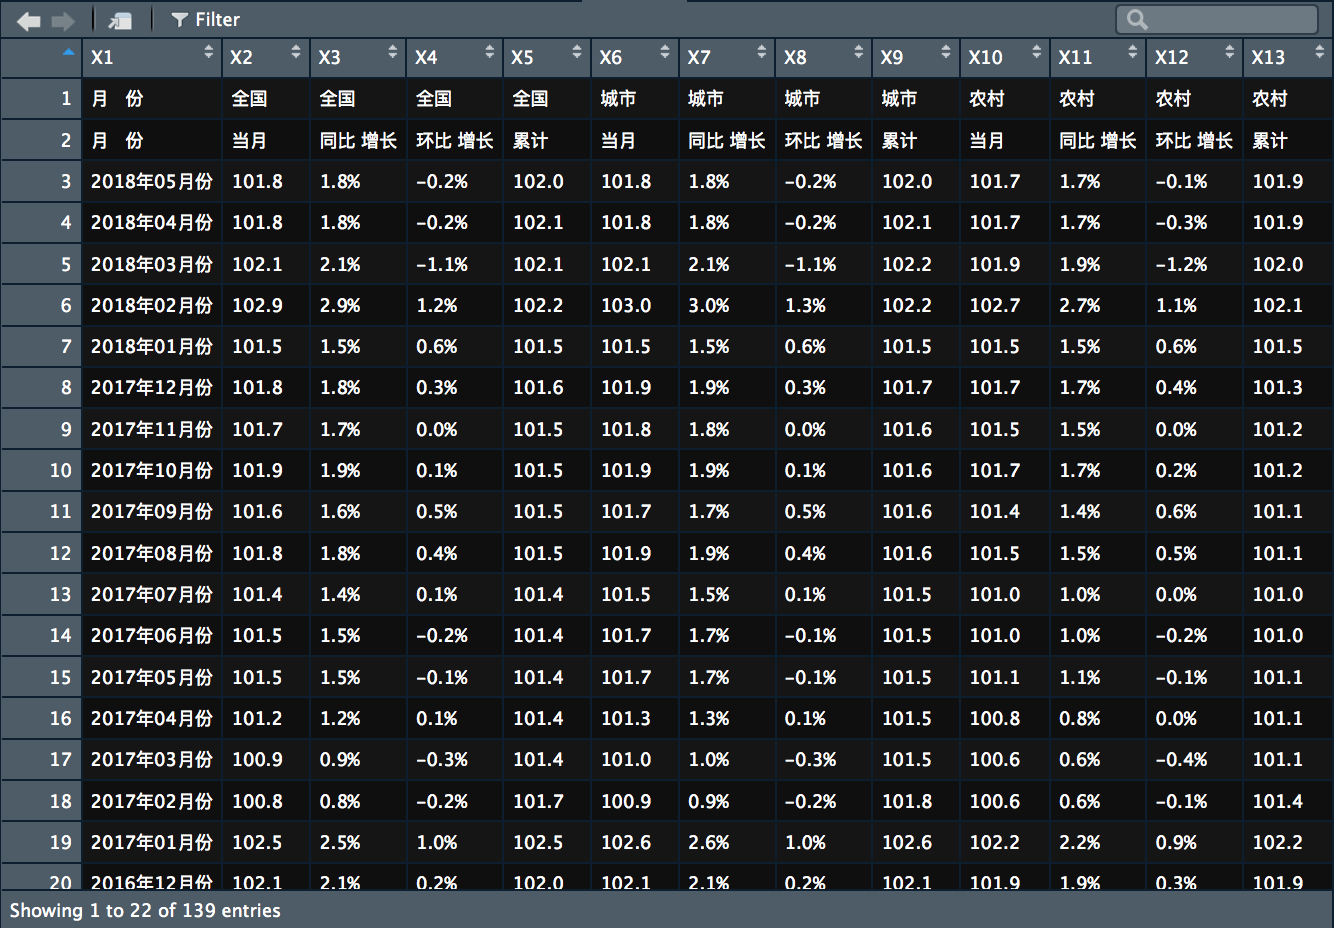 Filter
X1 X2 X3 X4 X5 X6 X7 X8 X9 X10 X11 X12 X13
1 月 份 全国 全国 全国 全国 城市 城市 城市 城市 农村 农村 农村 农村
2 月 份 当月 同比 增长 环比 增长 累计 当月 同比 增长 环比 增长 累计 当月 同比 增长 环比 增长 累计
3 2018年05月份 101.8 1.8% -0.2% 102.0 101.8 1.8% -0.2% 102.0 101.7 1.7% -0.1% 101.9
4 2018年04月份 101.8 1.8% -0.2% 102.1 101.8 1.8% -0.2% 102.1 101.7 1.7% -0.3% 101.9
5 2018年03月份 102.1 2.1% -1.1% 102.1 102.1 2.1% -1.1% 102.2 101.9 1.9% -1.2% 102.0
6 2018年02月份 102.9 2.9% 1.2% 102.2 103.0 3.0% 1.3% 102.2 102.7 2.7% 1.1% 102.1
7 2018年01月份 101.5 1.5% 0.6% 101.5 101.5 1.5% 0.6% 101.5 101.5 1.5% 0.6% 101.5
8 2017年12月份 101.8 1.8% 0.3% 101.6 101.9 1.9% 0.3% 101.7 101.7 1.7% 0.4% 101.3
9 2017年11月份 101.7 1.7% 0.0% 101.5 101.8 1.8% 0.0% 101.6 101.5 1.5% 0.0% 101.2
10 2017年10月份 101.9 1.9% 0.1% 101.5 101.9 1.9% 0.1% 101.6 101.7 1.7% 0.2% 101.2
11 2017年09月份 101.6 1.6% 0.5% 101.5 101.7 1.7% 0.5% 101.6 101.4 1.4% 0.6% 101.1
12 2017年08月份 101.8 1.8% 0.4% 101.5 101.9 1.9% 0.4% 101.6 101.5 1.5% 0.5% 101.1
13 2017年07月份 101.4 1.4% 0.1% 101.4 101.5 1.5% 0.1% 101.5 101.0 1.0% 0.0% 101.0
14 2017年06月份 101.5 1.5% -0.2% 101.4 101.7 1.7% -0.1% 101.5 101.0 1.0% -0.2% 101.0
15 2017年05月份 101.5 1.5% -0.1% 101.4 101.7 1.7% -0.1% 101.5 101.1 1.1% -0.1% 101.1
16 2017年04月份 101.2 1.2% 0.1% 101.4 101.3 1.3% 0.1% 101.5 100.8 0.8% 0.0% 101.1
17 2017年03月份 100.9 0.9% -0.3% 101.4 101.0 1.0% -0.3% 101.5 100.6 0.6% -0.4% 101.1
18 2017年02月份 100.8 0.8% -0.2% 101.7 100.9 0.9% -0.2% 101.8 100.6 0.6% -0.1% 101.4
19 2017年01月份 102.5 2.5% 1.0% 102.5 102.6 2.6% 1.0% 102.6 102.2 2.2% 0.9% 102.2
20 2016年12月份 102.1 2.1% 0.2% 102.0 102.1 2.1% 0.2% 102.1 101.9 1.9% 0.3% 101.9
Showing 1 to 22 of 139 entries